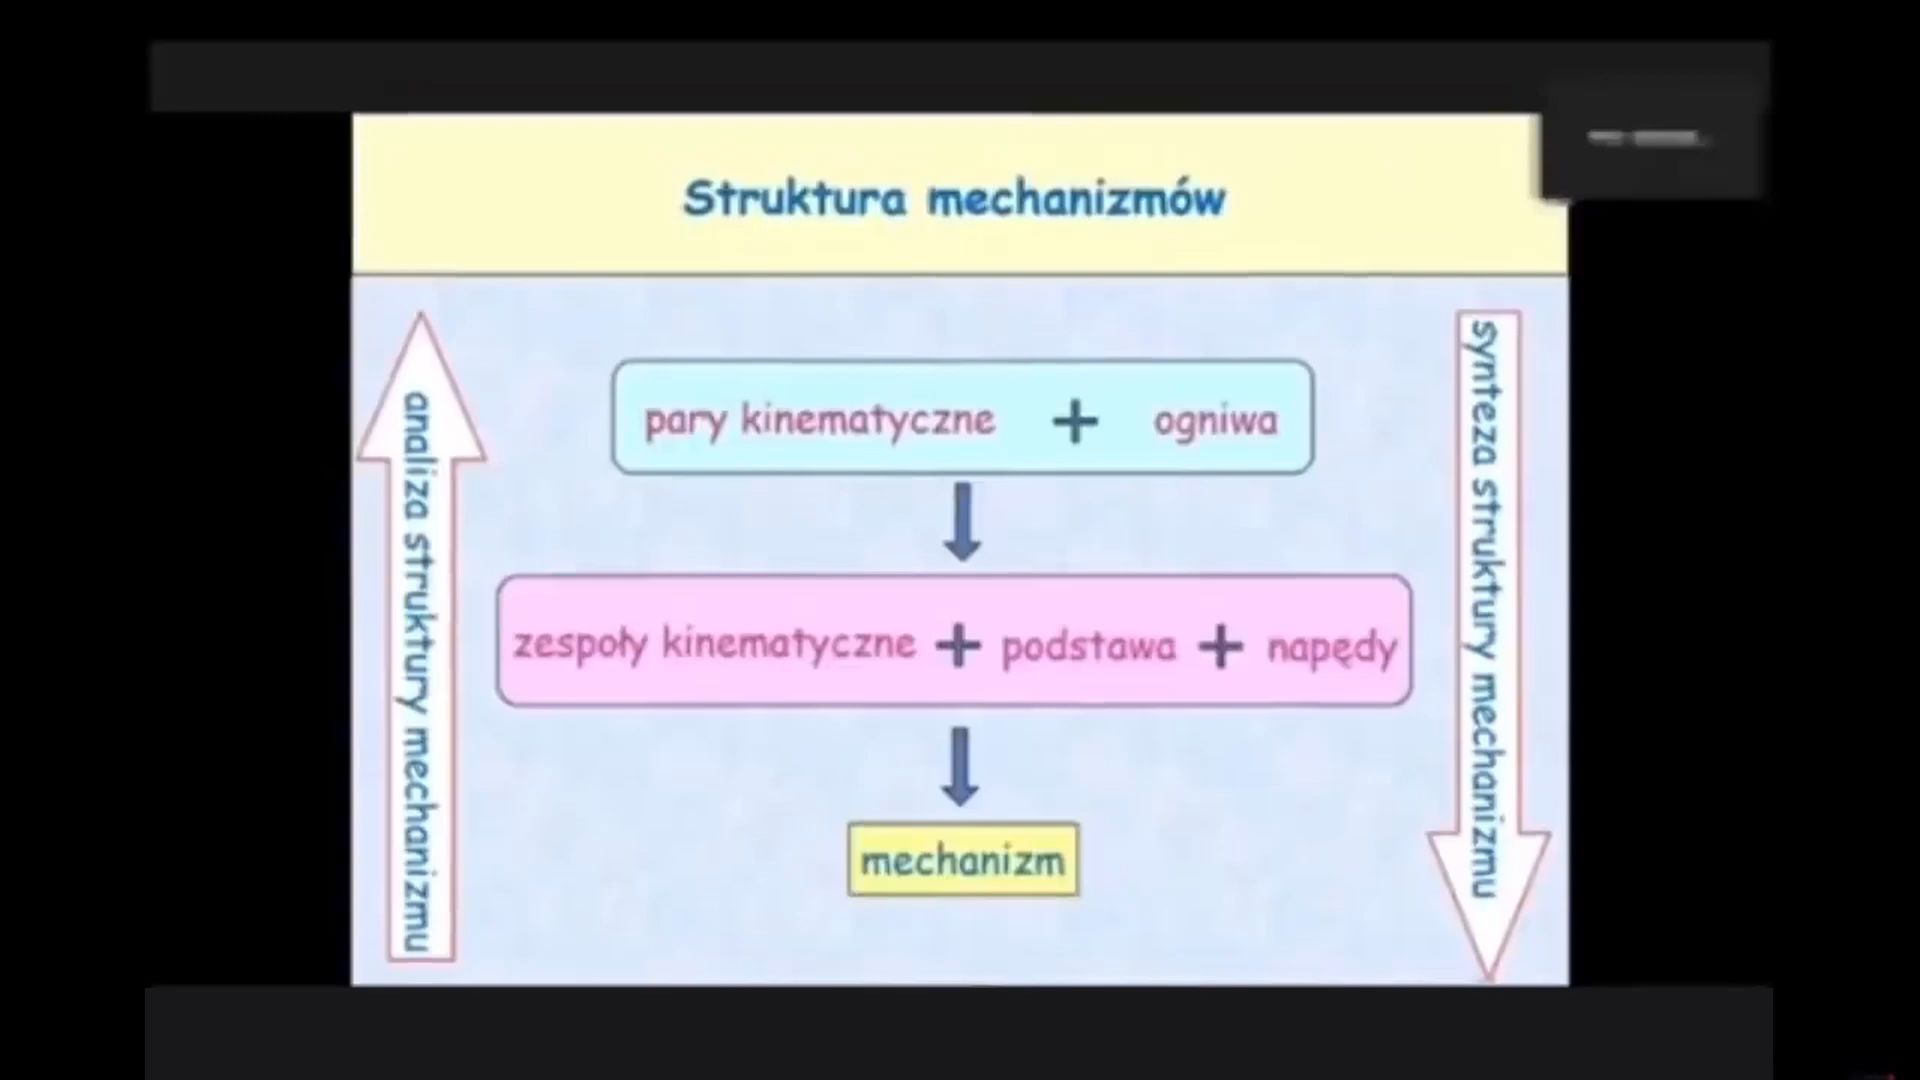 Struktura mechanizmów
analiza struktury mechanizmu
pary kinematyczne + ogniwa
zespoły kinematyczne + podstawa + napędy
mechanizm
synteza struktury mechanizmu